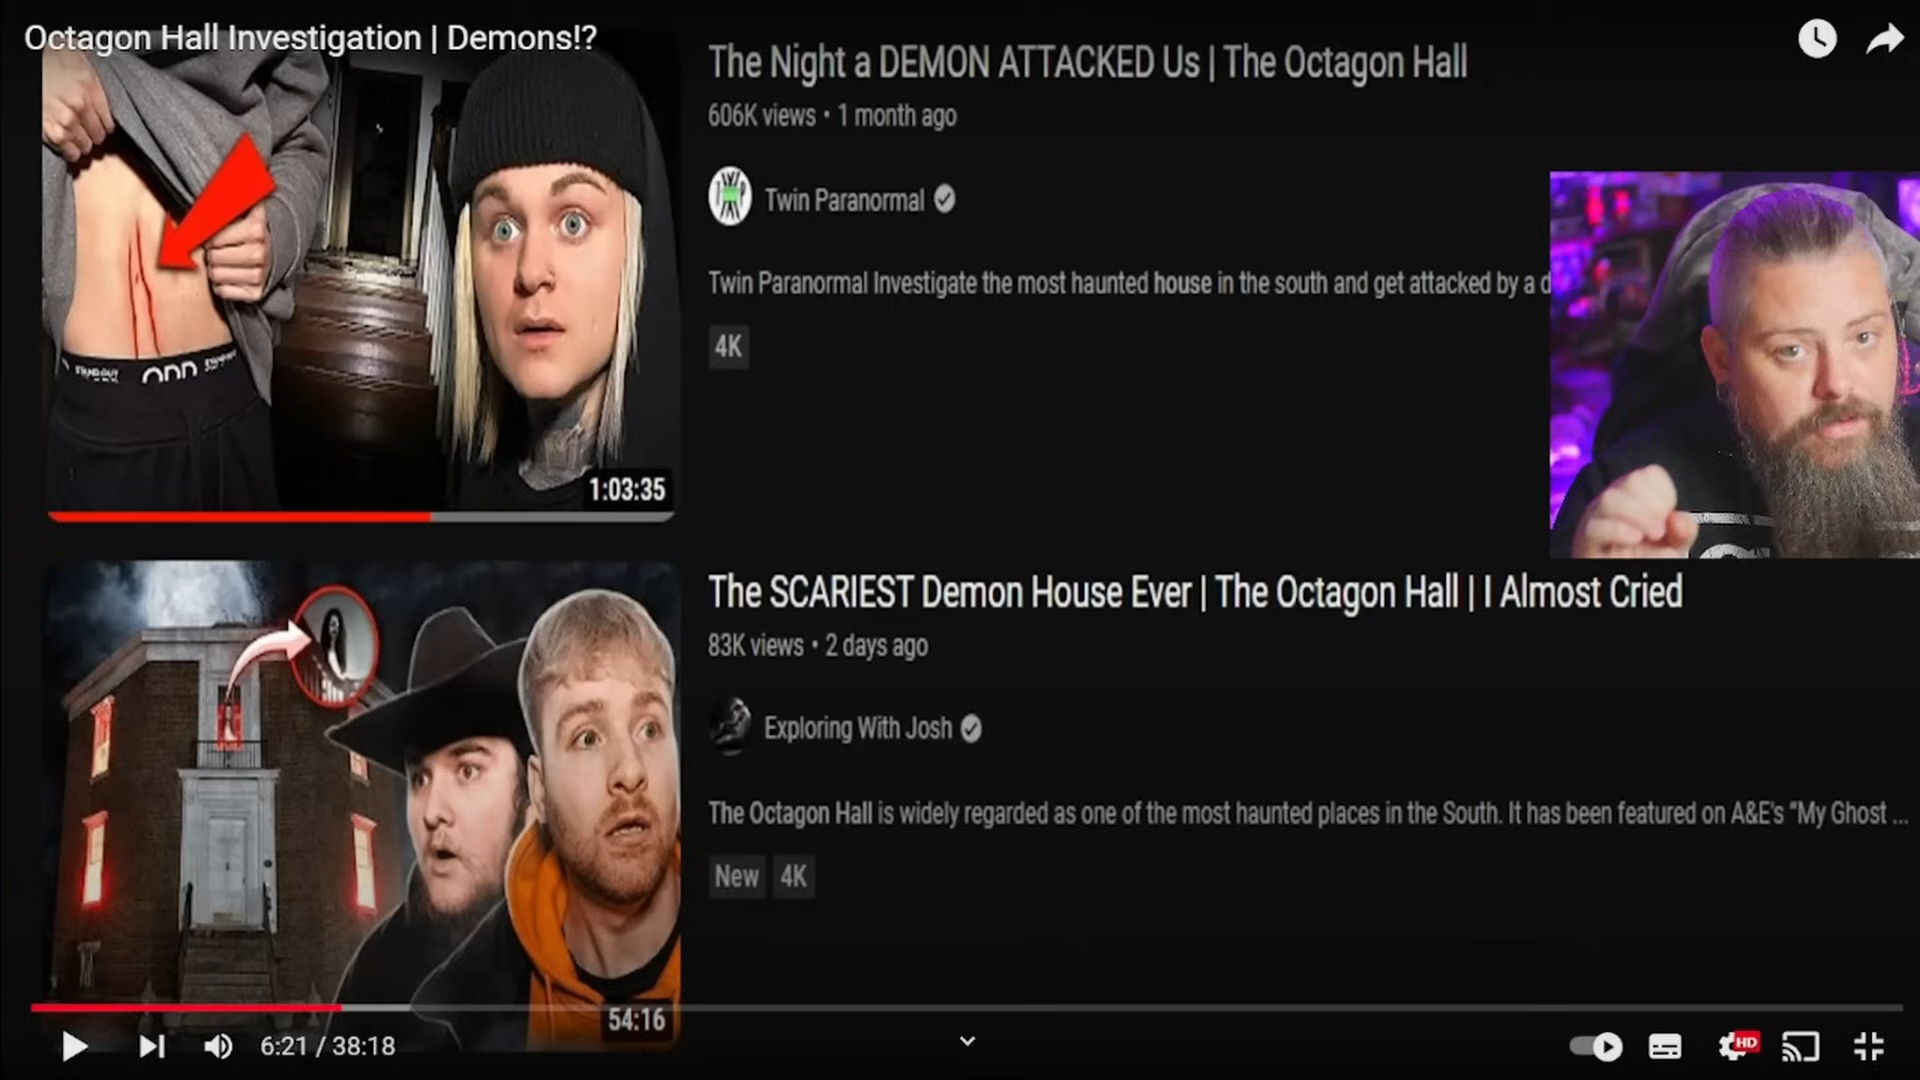 Octagon Hall Investigation | Demons!?
The Night a DEMON ATTACKED Us | The Octagon Hall
606K views • 1 month ago
Twin Paranormal
Twin Paranormal Investigate the most haunted house in the south and get attacked by a d
4K
1:03:35
The SCARIEST Demon House Ever | The Octagon Hall | I Almost Cried
83K views • 2 days ago
Exploring With Josh
The Octagon Hall is widely regarded as one of the most haunted places in the South. It has been featured on A&E's “My Ghost ...
New 4K
54:16
6:21 / 38:18
HD